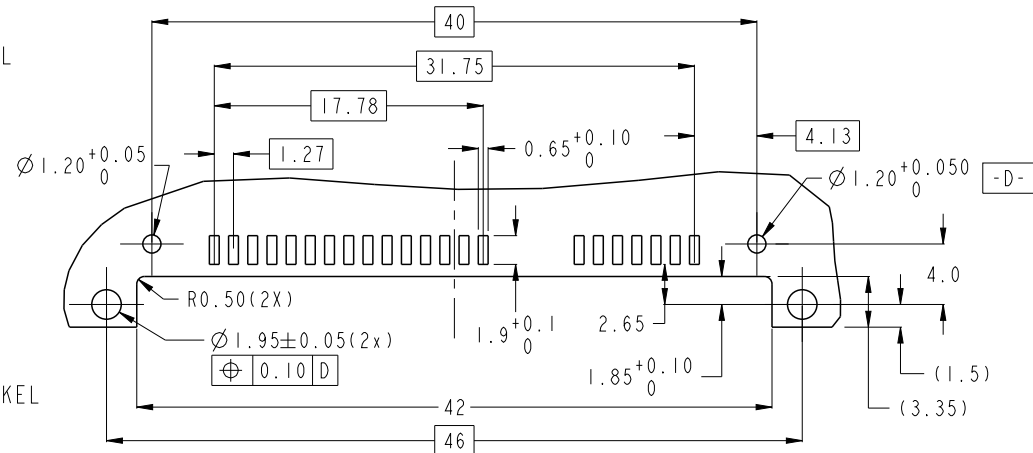 40
L
31.75
17.78
0.65 +0.10 0
4.13
Ø1.20 +0.05 0
1.27
Ø1.20 +0.050 0
-D-
4.0
R0.50(2X)
1.9 +0.1 0
2.65
Ø1.95±0.05(2x)
⌖ 0.10 D
1.85 +0.10 0
(1.5)
KEL
42
(3.35)
46